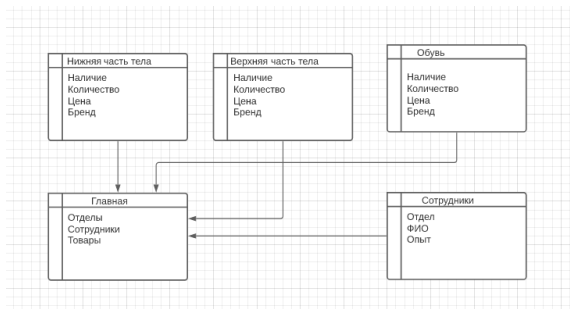 Нижняя часть тела
Наличие
Количество
Цена
Бренд
Верхняя часть тела
Наличие
Количество
Цена
Бренд
Обувь
Наличие
Количество
Цена
Бренд
Главная
Отделы
Сотрудники
Товары
Сотрудники
Отдел
ФИО
Опыт